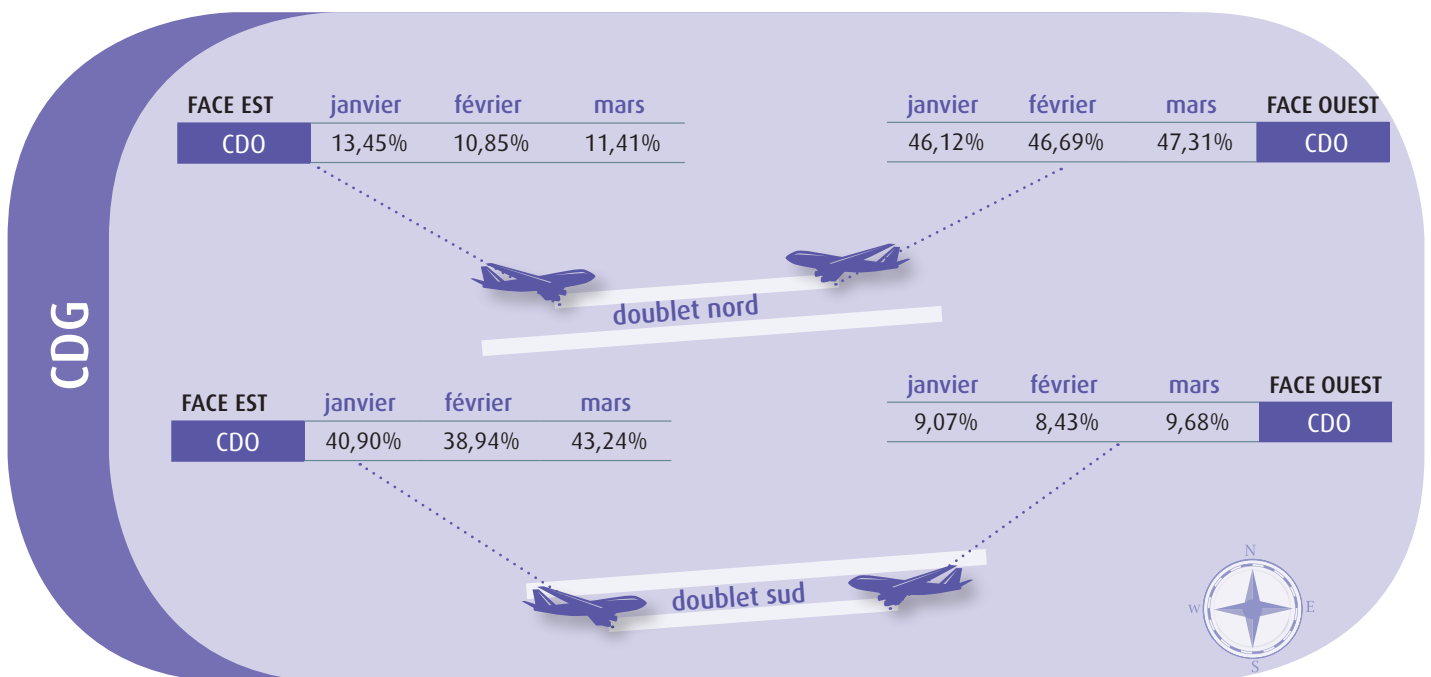 CDG
FACE EST janvier février mars
CDO 13,45% 10,85% 11,41%
janvier février mars FACE OUEST
46,12% 46,69% 47,31% CDO
doublet nord
FACE EST janvier février mars
CDO 40,90% 38,94% 43,24%
janvier février mars FACE OUEST
9,07% 8,43% 9,68% CDO
doublet sud
N
W E
S